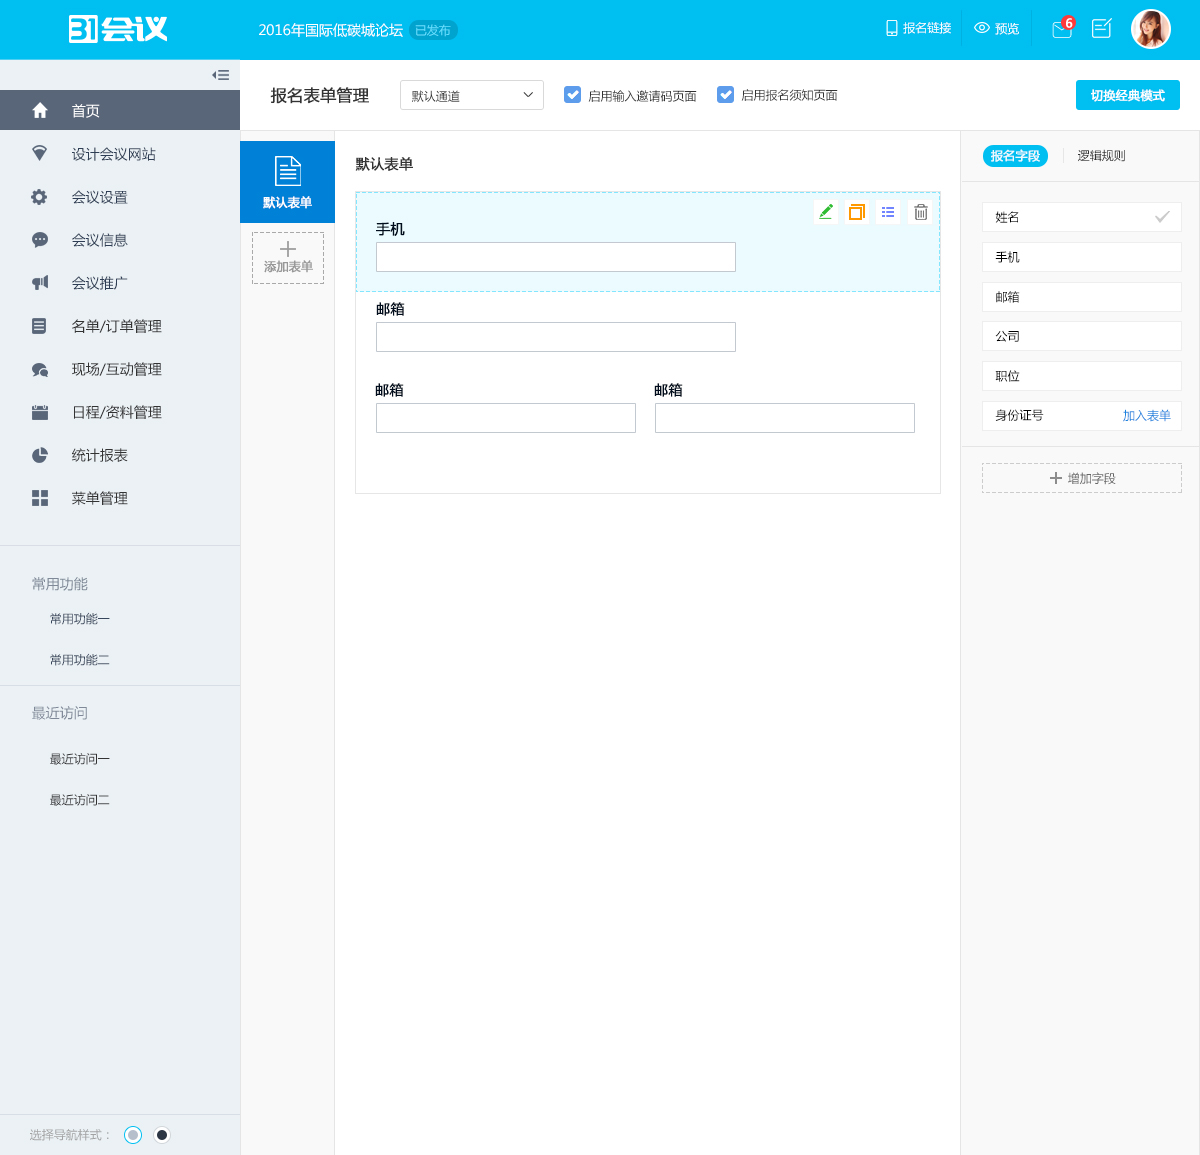 31会议
2016年国际低碳城论坛 已发布
报名链接
预览
6
首页
设计会议网站
会议设置
会议信息
会议推广
名单/订单管理
现场/互动管理
日程/资料管理
统计报表
菜单管理
常用功能
常用功能一
常用功能二
最近访问
最近访问一
最近访问二
选择导航样式：
报名表单管理
默认通道
启用输入邀请码页面
启用报名须知页面
切换经典模式
默认表单
添加表单
默认表单
手机
邮箱
邮箱 邮箱
报名字段
逻辑规则
姓名
手机
邮箱
公司
职位
身份证号 加入表单
增加字段